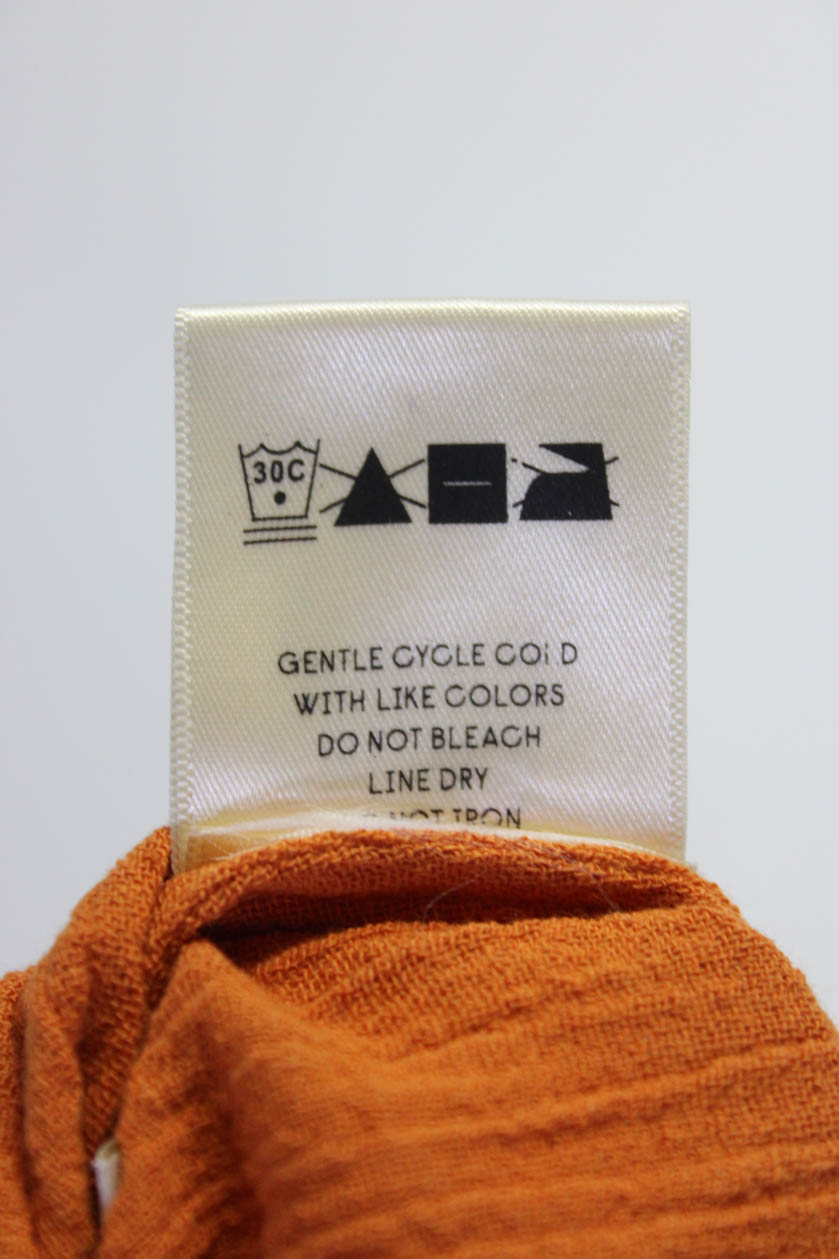 30C
GENTLE CYCLE COLD
WITH LIKE COLORS
DO NOT BLEACH
LINE DRY
NOT IRON